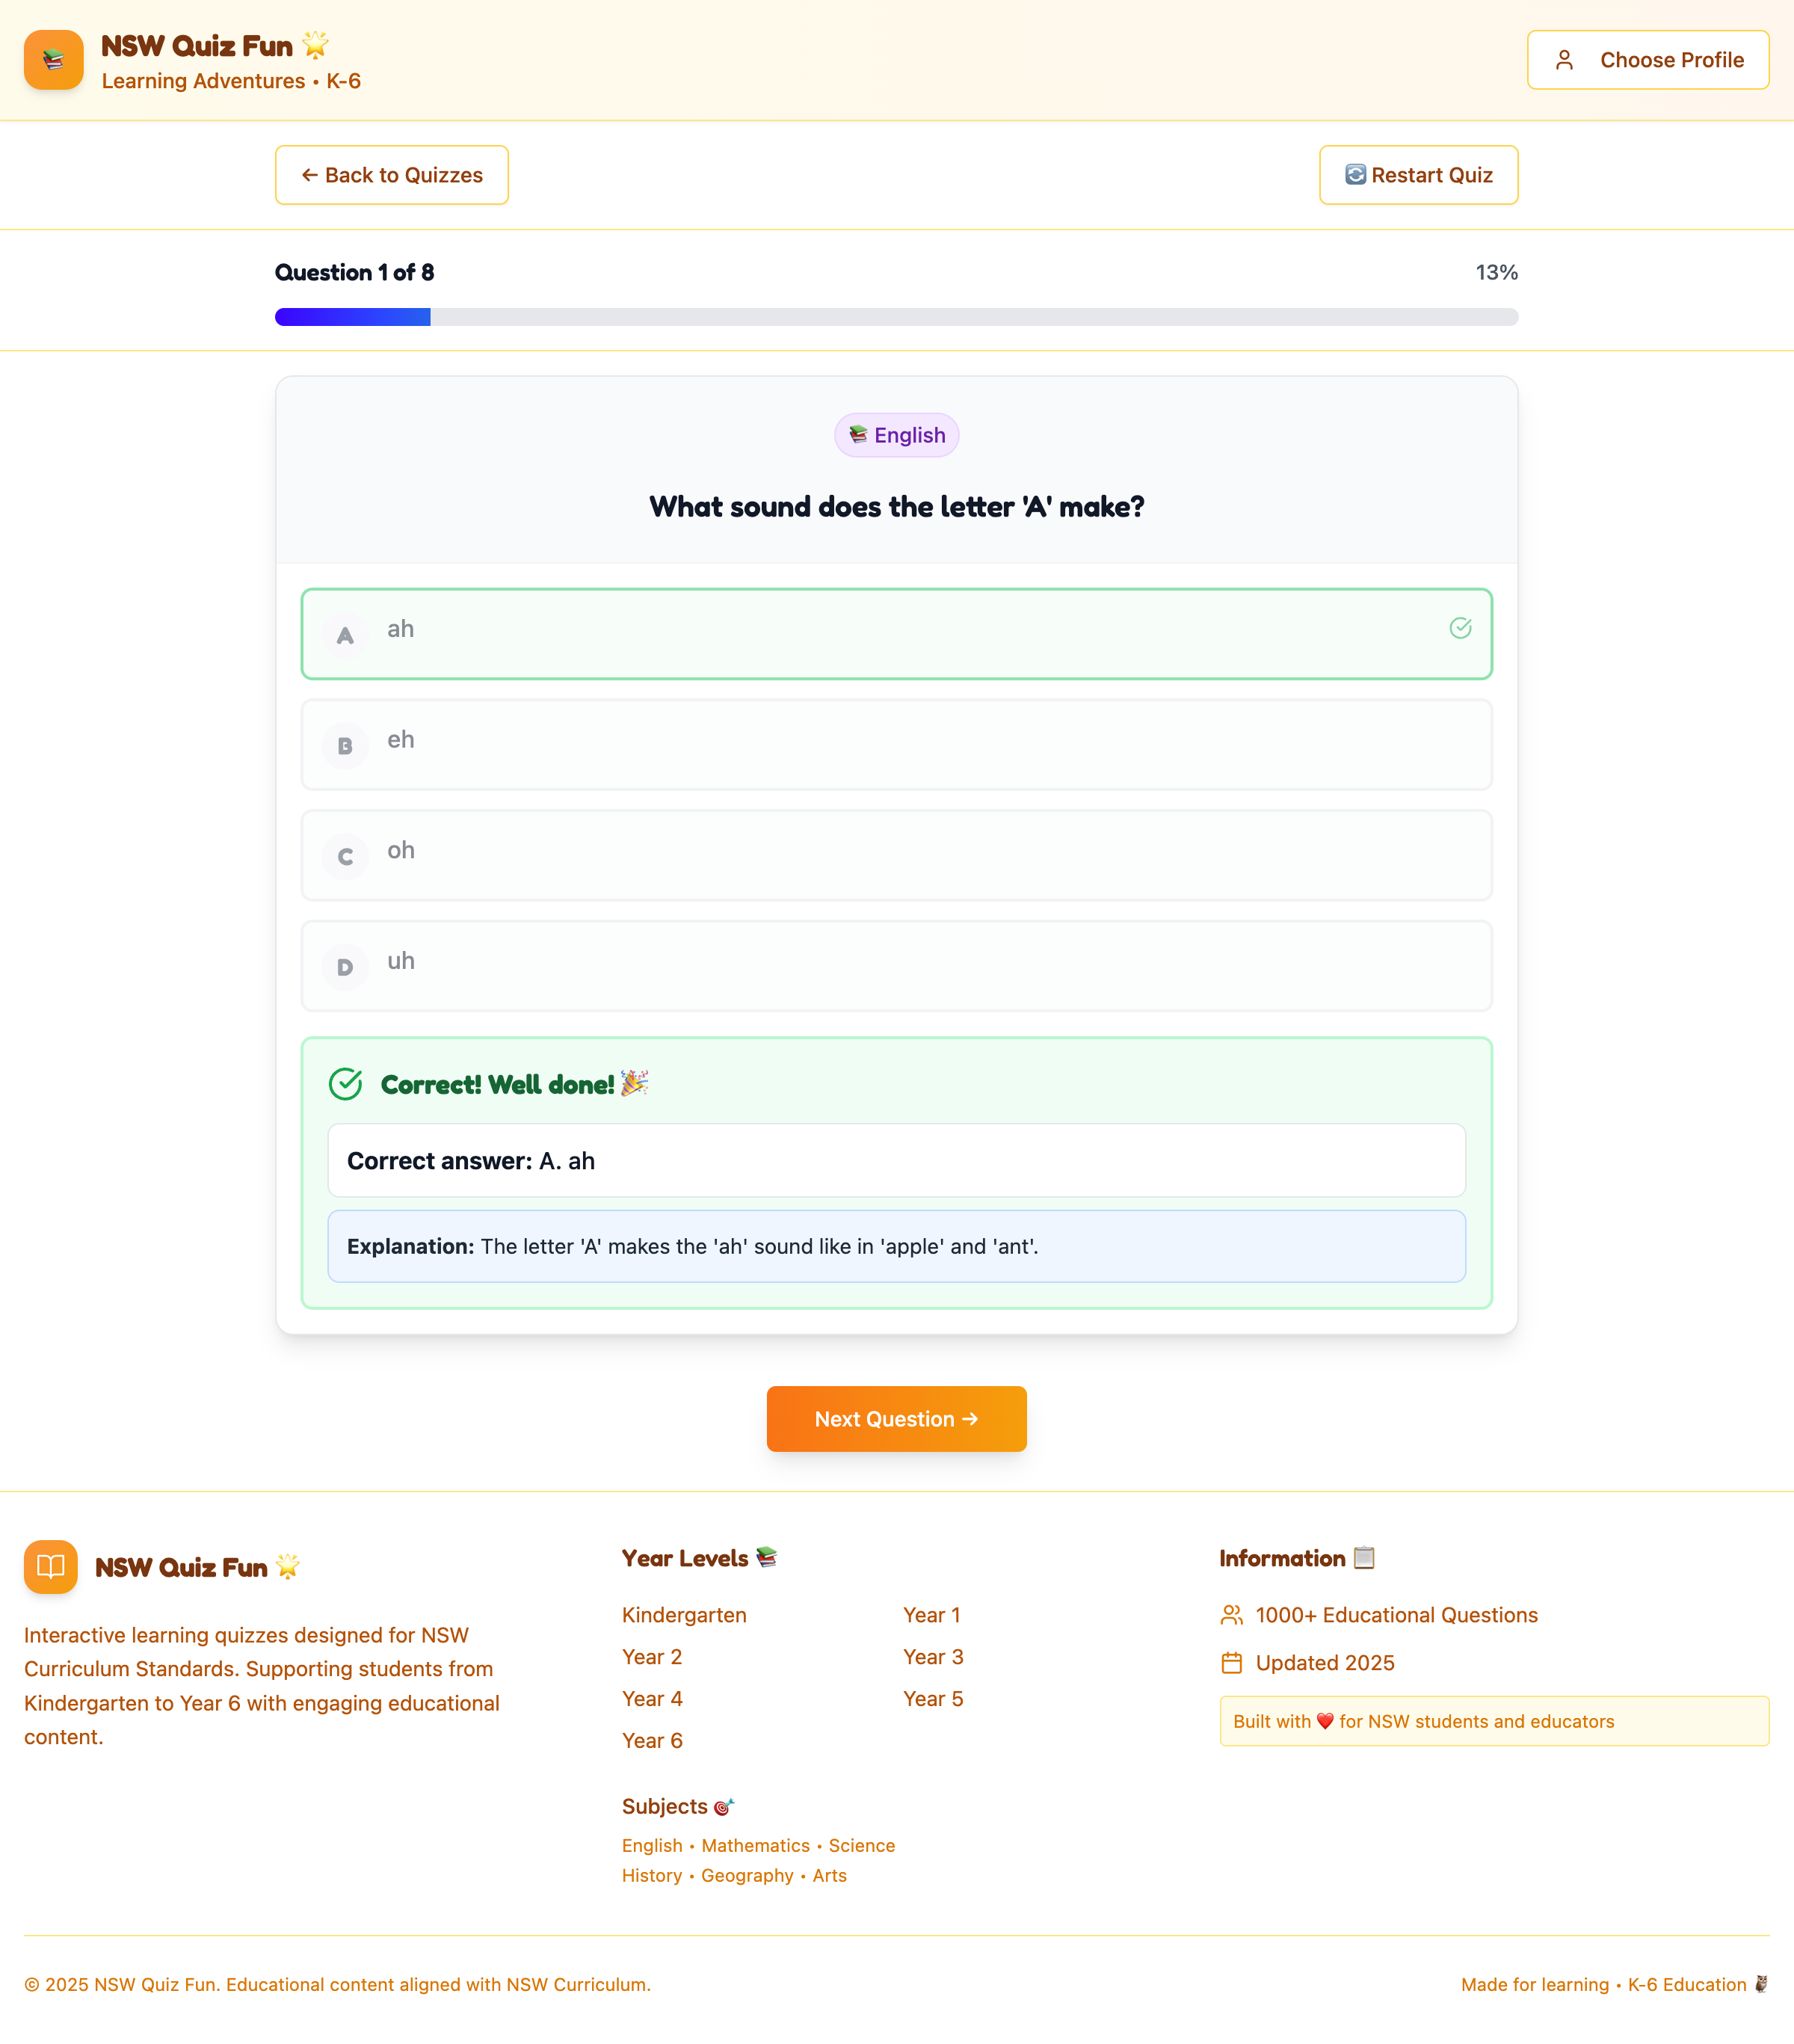 NSW Quiz Fun 🌟
Learning Adventures • K-6
Choose Profile
← Back to Quizzes
🔄 Restart Quiz
Question 1 of 8
13%
📚 English
What sound does the letter 'A' make?
A ah
B eh
C oh
D uh
Correct! Well done! 🎉
Correct answer: A. ah
Explanation: The letter 'A' makes the 'ah' sound like in 'apple' and 'ant'.
Next Question →
NSW Quiz Fun 🌟
Interactive learning quizzes designed for NSW
Curriculum Standards. Supporting students from
Kindergarten to Year 6 with engaging educational
content.
Year Levels 📚
Kindergarten
Year 1
Year 2
Year 3
Year 4
Year 5
Year 6
Subjects 🎯
English • Mathematics • Science
History • Geography • Arts
Information 📋
1000+ Educational Questions
Updated 2025
Built with ❤️ for NSW students and educators
© 2025 NSW Quiz Fun. Educational content aligned with NSW Curriculum.
Made for learning • K-6 Education 🦉